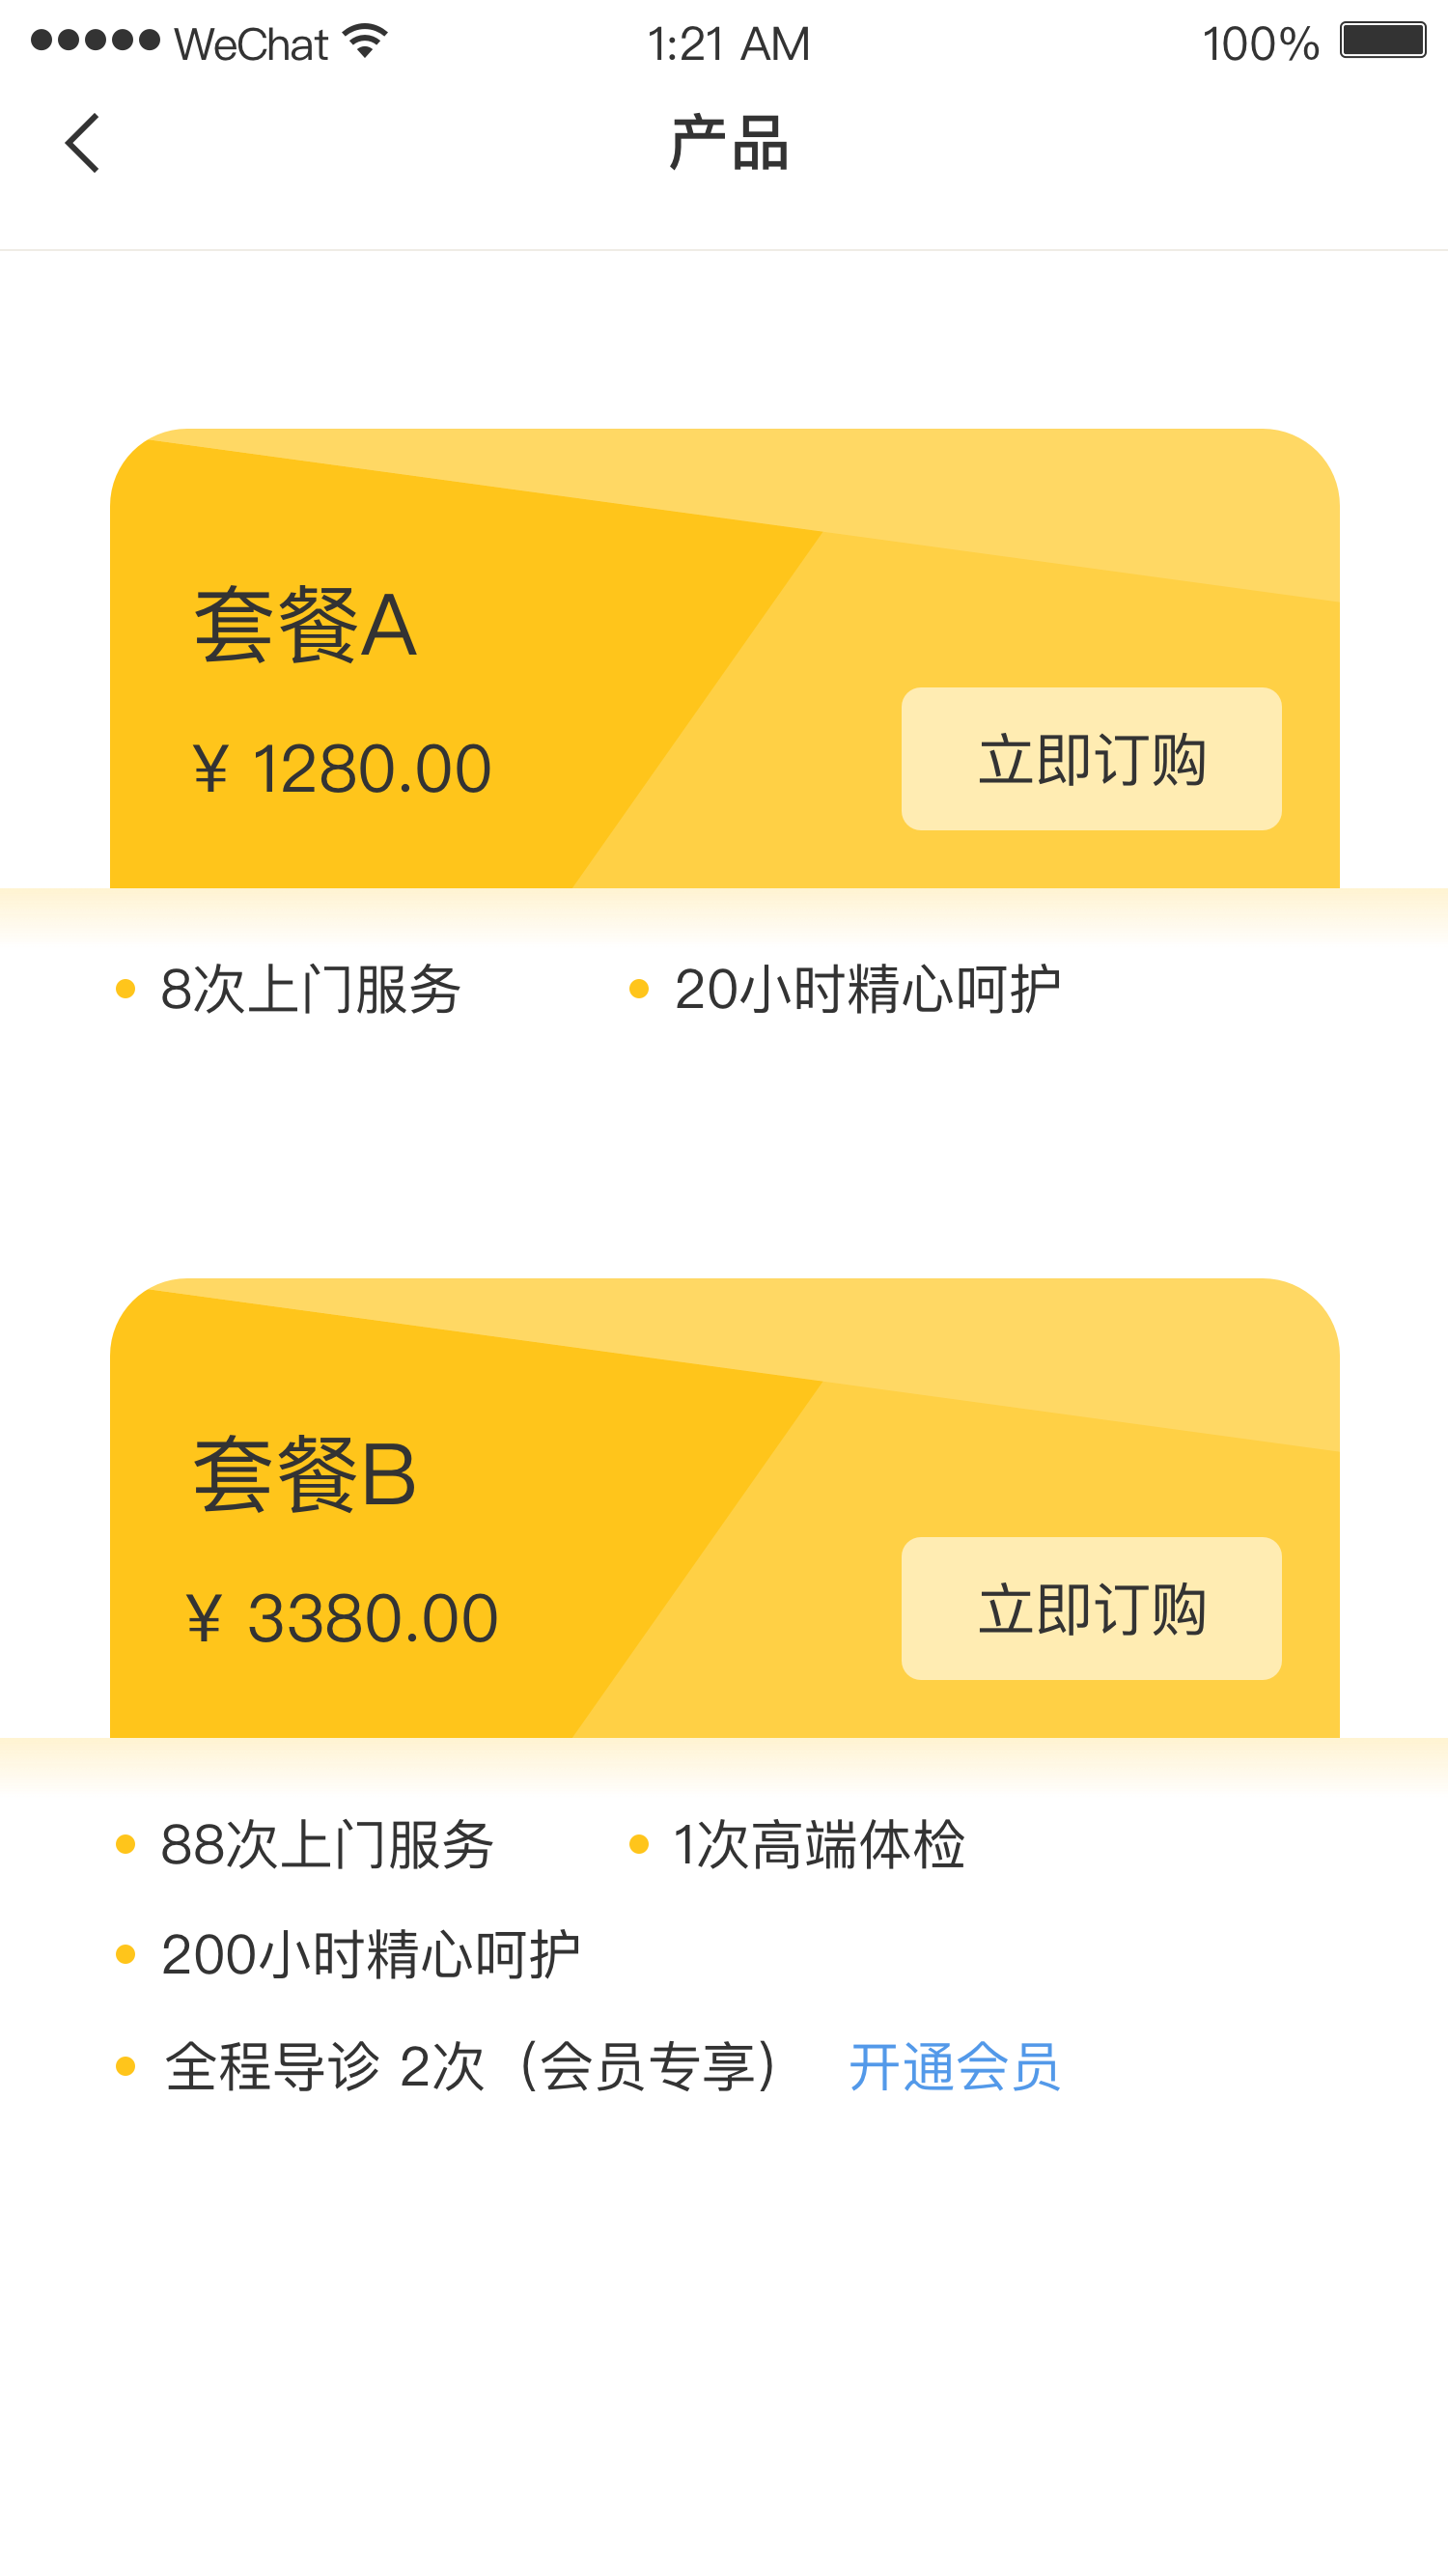 WeChat 1:21 AM 100%
产品
套餐A
¥ 1280.00
立即订购
8次上门服务 20小时精心呵护
套餐B
¥ 3380.00
立即订购
88次上门服务 1次高端体检
200小时精心呵护
全程导诊 2次（会员专享） 开通会员